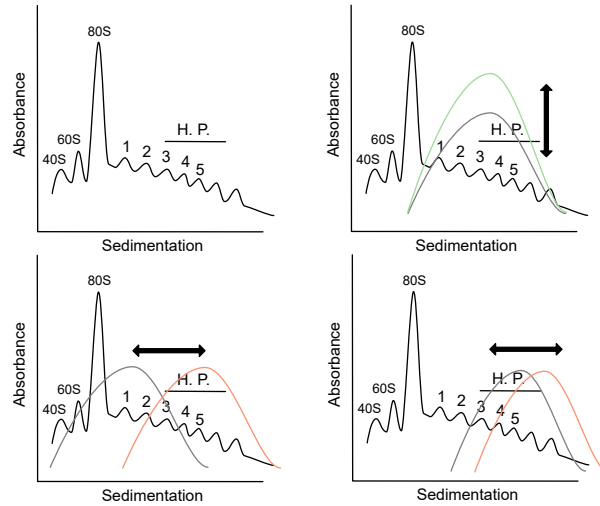 80S
H. P.
60S
1
2
3
4
5
40S
Absorbance
Sedimentation
80S
H. P.
60S
1
2
3
4
5
40S
Absorbance
Sedimentation
80S
H. P.
60S
1
2
3
4
5
40S
Absorbance
Sedimentation
80S
H. P.
60S
1
2
3
4
5
40S
Absorbance
Sedimentation